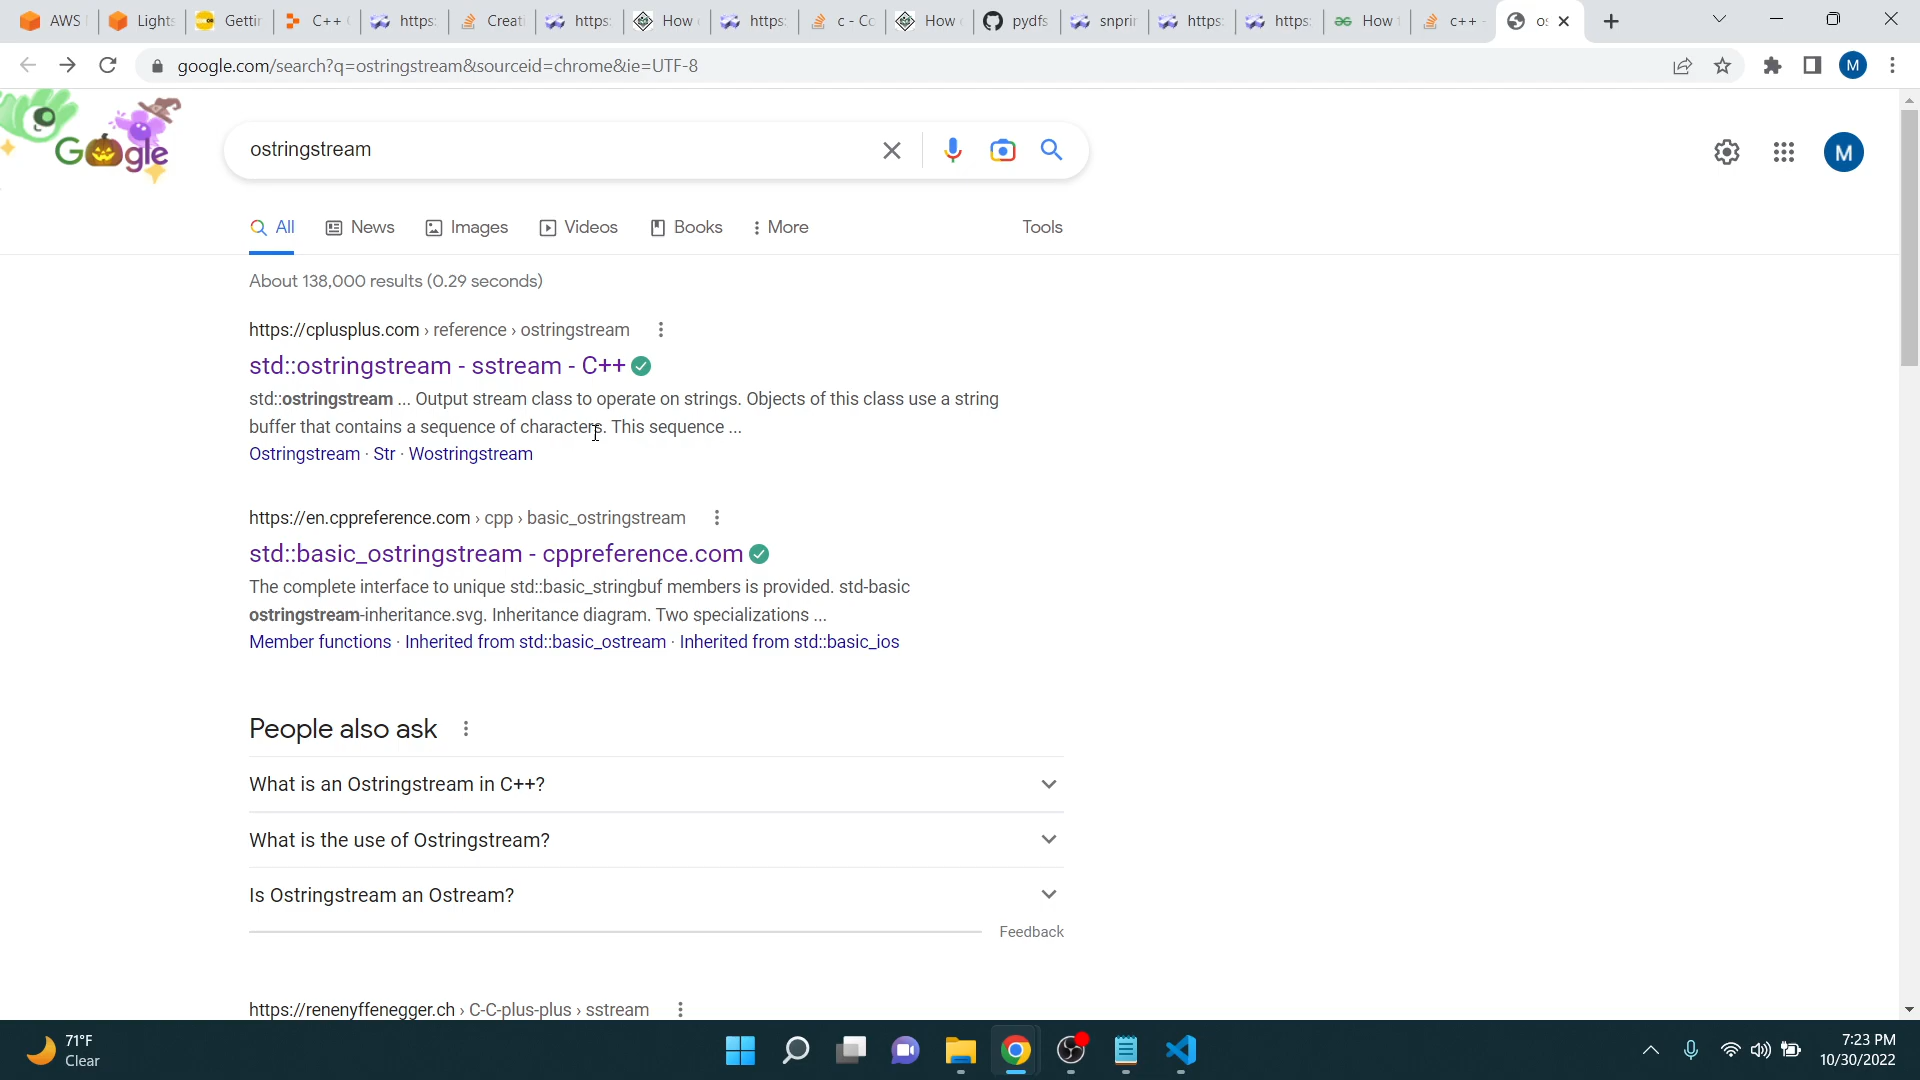 AWS Lights Gettin C++ https: Creati https: How https: c - Co How pydfs snprin https: https: How c++ os
google.com/search?q=ostringstream&sourceid=chrome&ie=UTF-8 M
Google ostringstream M
All News Images Videos Books More Tools
About 138,000 results (0.29 seconds)
https://cplusplus.com › reference › ostringstream
std::ostringstream - sstream - C++
std::ostringstream ... Output stream class to operate on strings. Objects of this class use a string
buffer that contains a sequence of characters. This sequence ...
Ostringstream · Str · Wostringstream
https://en.cppreference.com › cpp › basic_ostringstream
std::basic_ostringstream - cppreference.com
The complete interface to unique std::basic_stringbuf members is provided. std-basic
ostringstream-inheritance.svg. Inheritance diagram. Two specializations ...
Member functions · Inherited from std::basic_ostream · Inherited from std::basic_ios
People also ask
What is an Ostringstream in C++?
What is the use of Ostringstream?
Is Ostringstream an Ostream?
Feedback
https://renenyffenegger.ch › C-C-plus-plus › sstream
71°F
Clear
7:23 PM
10/30/2022